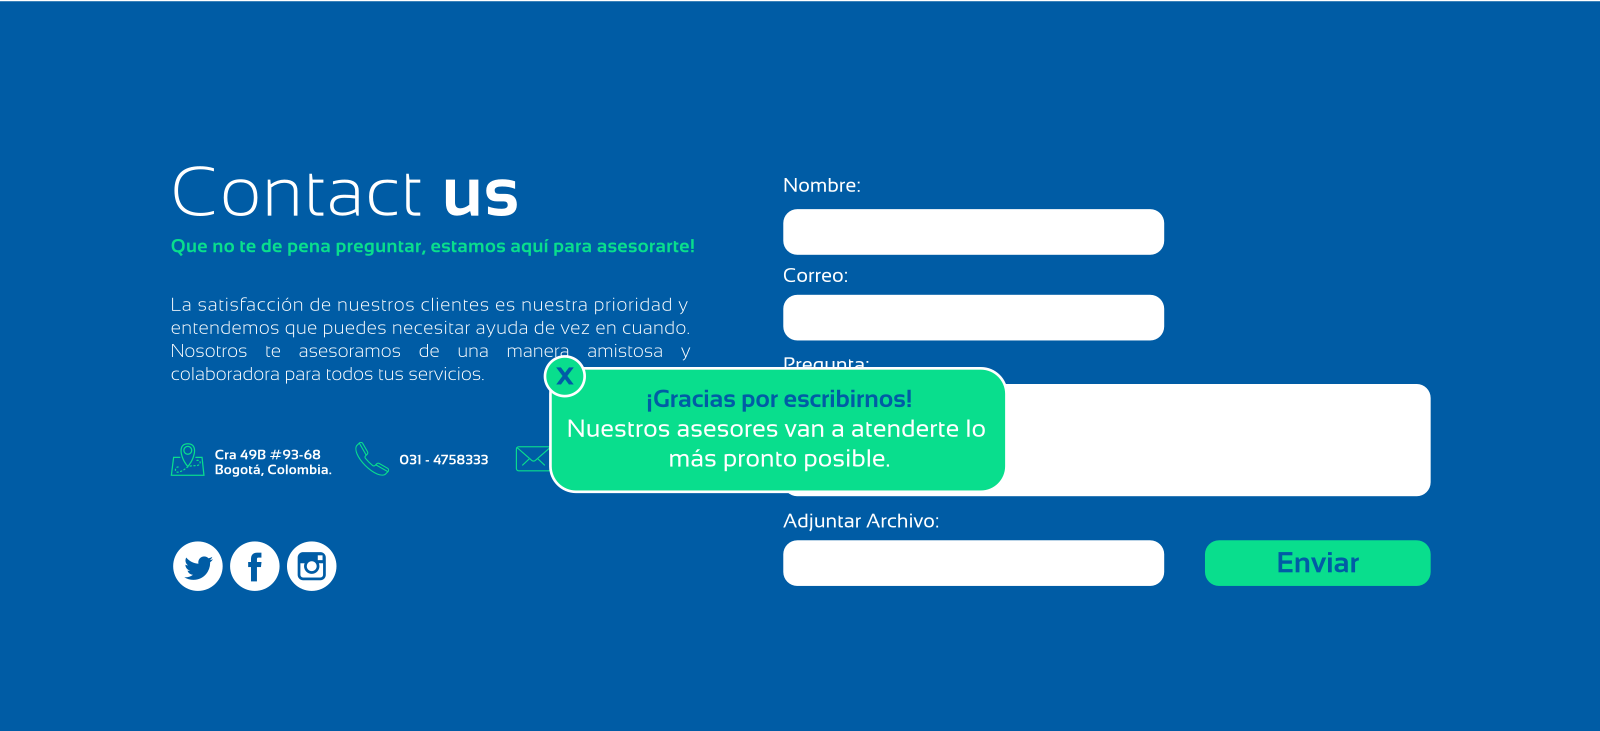 Contact us
Que no te de pena preguntar, estamos aquí para asesorarte!
La satisfacción de nuestros clientes es nuestra prioridad y
entendemos que puedes necesitar ayuda de vez en cuando.
Nosotros te asesoramos de una manera amistosa y
colaboradora para todos tus servicios.
Cra 49B #93-68
Bogotá, Colombia.
031 - 4758333
Nombre:
Correo:
Pregunta:
X
¡Gracias por escribirnos!
Nuestros asesores van a atenderte lo
más pronto posible.
Adjuntar Archivo:
Enviar